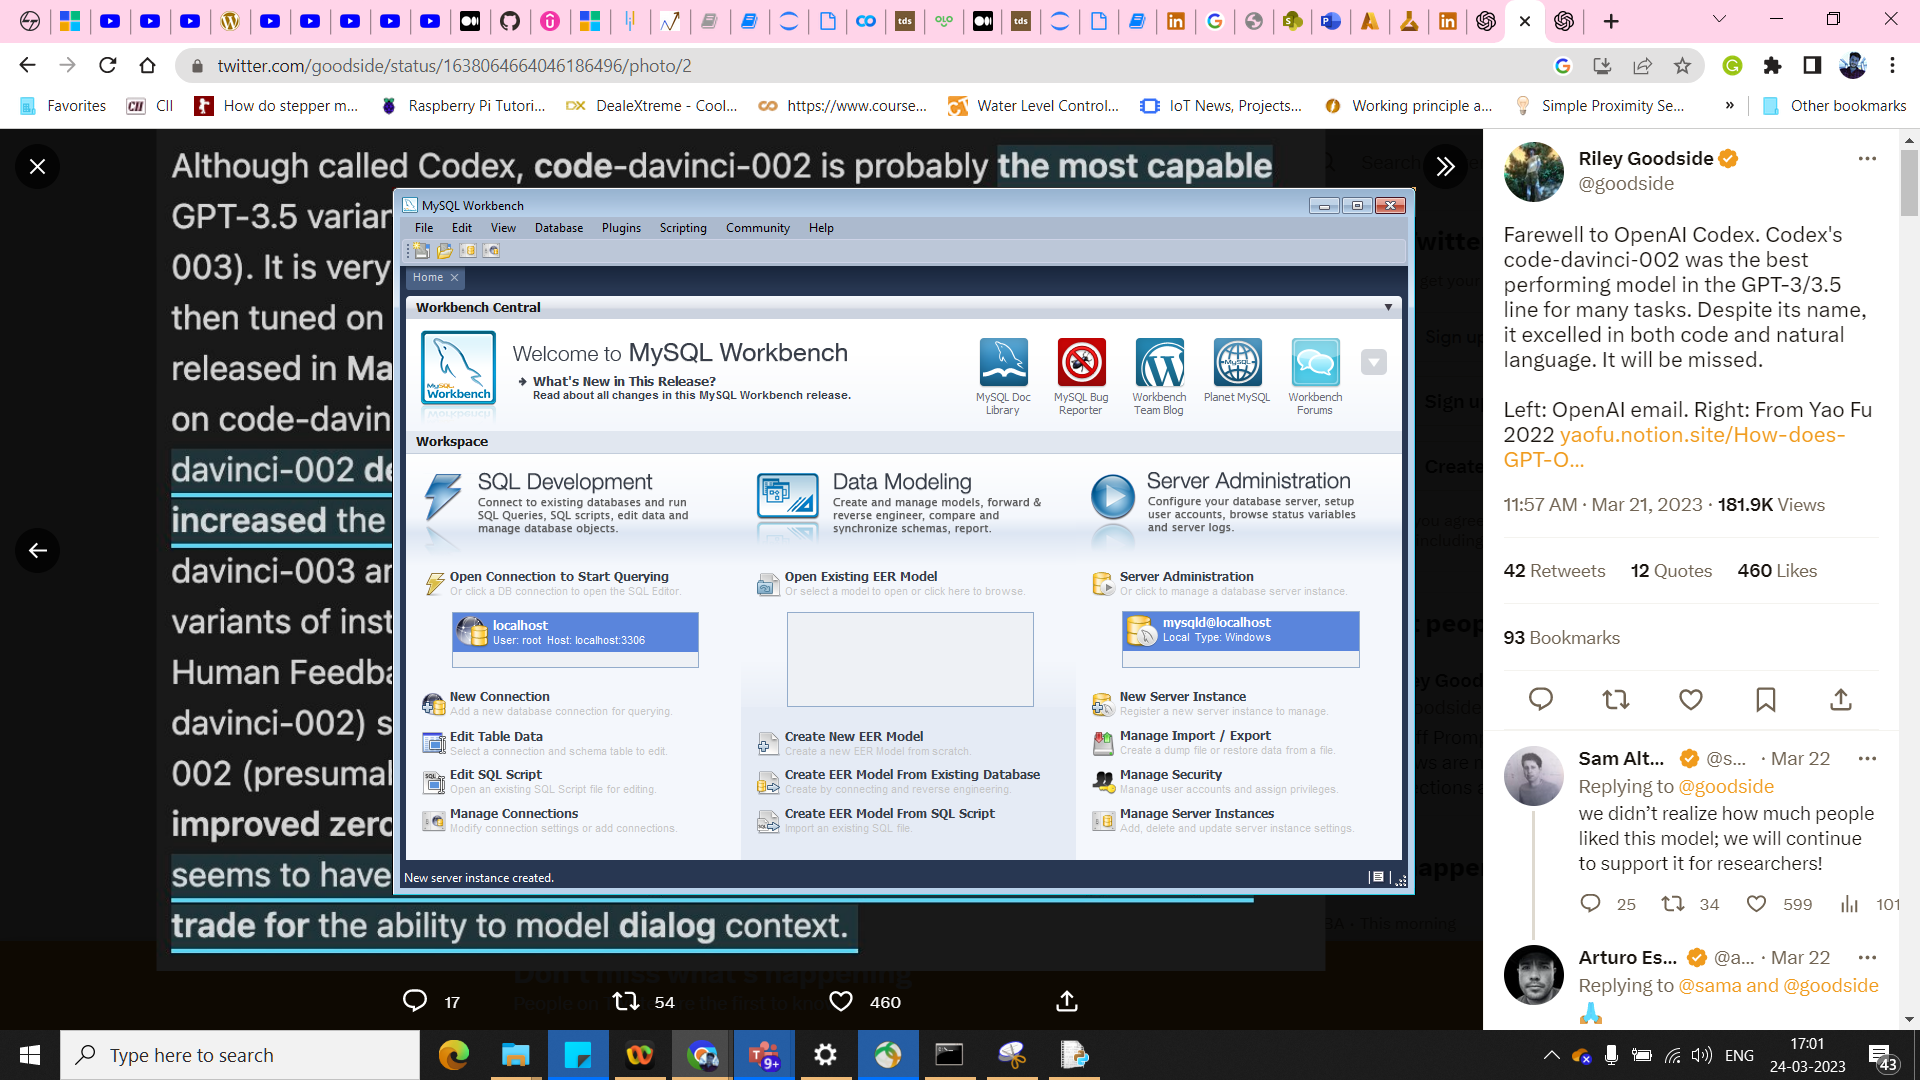 twitter.com/goodside/status/1638064664046186496/photo/2
Favorites
CII
How do stepper m...
Raspberry Pi Tutori...
DealeXtreme - Cool...
https://www.course...
Water Level Control...
IoT News, Projects...
Working principle a...
Simple Proximity Se...
»
Other bookmarks
Although called Codex, code-davinci-002 is probably the most capable
GPT-3.5 varian
003). It is very
then tuned on
released in Ma
on code-davin
davinci-002 de
increased the
davinci-003 ar
variants of inst
Human Feedba
davinci-002) s
002 (presumal
improved zero
seems to have
trade for the ability to model dialog context.
MySQL Workbench
File Edit View Database Plugins Scripting Community Help
Home
Workbench Central
MySQL
Workbench
Welcome to MySQL Workbench
What's New in This Release?
Read about all changes in this MySQL Workbench release.
MySQL Doc
Library
MySQL Bug
Reporter
Workbench
Team Blog
Planet MySQL
Workbench
Forums
Workspace
SQL Development
Connect to existing databases and run
SQL Queries, SQL scripts, edit data and
manage database objects.
Open Connection to Start Querying
Or click a DB connection to open the SQL Editor.
localhost
User: root Host: localhost:3306
New Connection
Add a new database connection for querying.
Edit Table Data
Select a connection and schema table to edit.
Edit SQL Script
Open an existing SQL Script file for editing.
Manage Connections
Modify connection settings or add connections.
Data Modeling
Create and manage models, forward &
reverse engineer, compare and
synchronize schemas, report.
Open Existing EER Model
Or select a model to open or click here to browse.
Create New EER Model
Create a new EER Model from scratch.
Create EER Model From Existing Database
Create by connecting and reverse engineering.
Create EER Model From SQL Script
Import an existing SQL file.
Server Administration
Configure your database server, setup
user accounts, browse status variables
and server logs.
Server Administration
Or click to manage a database server instance.
mysqld@localhost
Local Type: Windows
New Server Instance
Register a new server instance to manage.
Manage Import / Export
Create a dump file or restore data from a file.
Manage Security
Manage user accounts and assign privileges.
Manage Server Instances
Add, delete and update server instance settings.
New server instance created.
17
54
460
Don't miss what's happening
Riley Goodside
@goodside
Farewell to OpenAI Codex. Codex's
code-davinci-002 was the best
performing model in the GPT-3/3.5
line for many tasks. Despite its name,
it excelled in both code and natural
language. It will be missed.
Left: OpenAI email. Right: From Yao Fu
2022 yaofu.notion.site/How-does-
GPT-O...
11:57 AM · Mar 21, 2023 · 181.9K Views
42 Retweets 12 Quotes 460 Likes
93 Bookmarks
Sam Alt... @s... · Mar 22
Replying to @goodside
we didn't realize how much people
liked this model; we will continue
to support it for researchers!
25
34
599
101
Arturo Es... @a... · Mar 22
Replying to @sama and @goodside
Type here to search
9+
ENG
17:01
24-03-2023
43